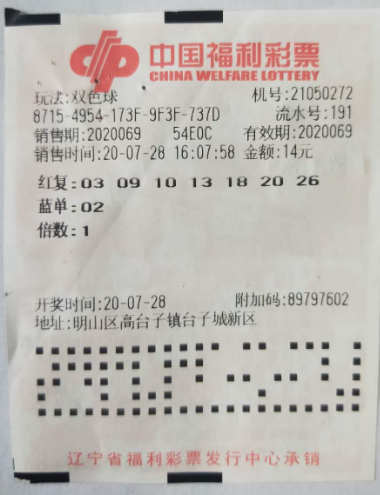 中国福利彩票
CHINA WELFARE LOTTERY
玩法:双色球 机号:21050272
8715-4954-173F-9F3F-737D 流水号:191
销售期:2020069 54E0C 有效期:2020069
销售时间:20-07-28 16:07:58 金额:14元
红复:03 09 10 13 18 20 26
蓝单:02
倍数:1
开奖时间:20-07-28 附加码:89797602
地址:明山区高台子镇台子城新区
辽宁省福利彩票发行中心承销